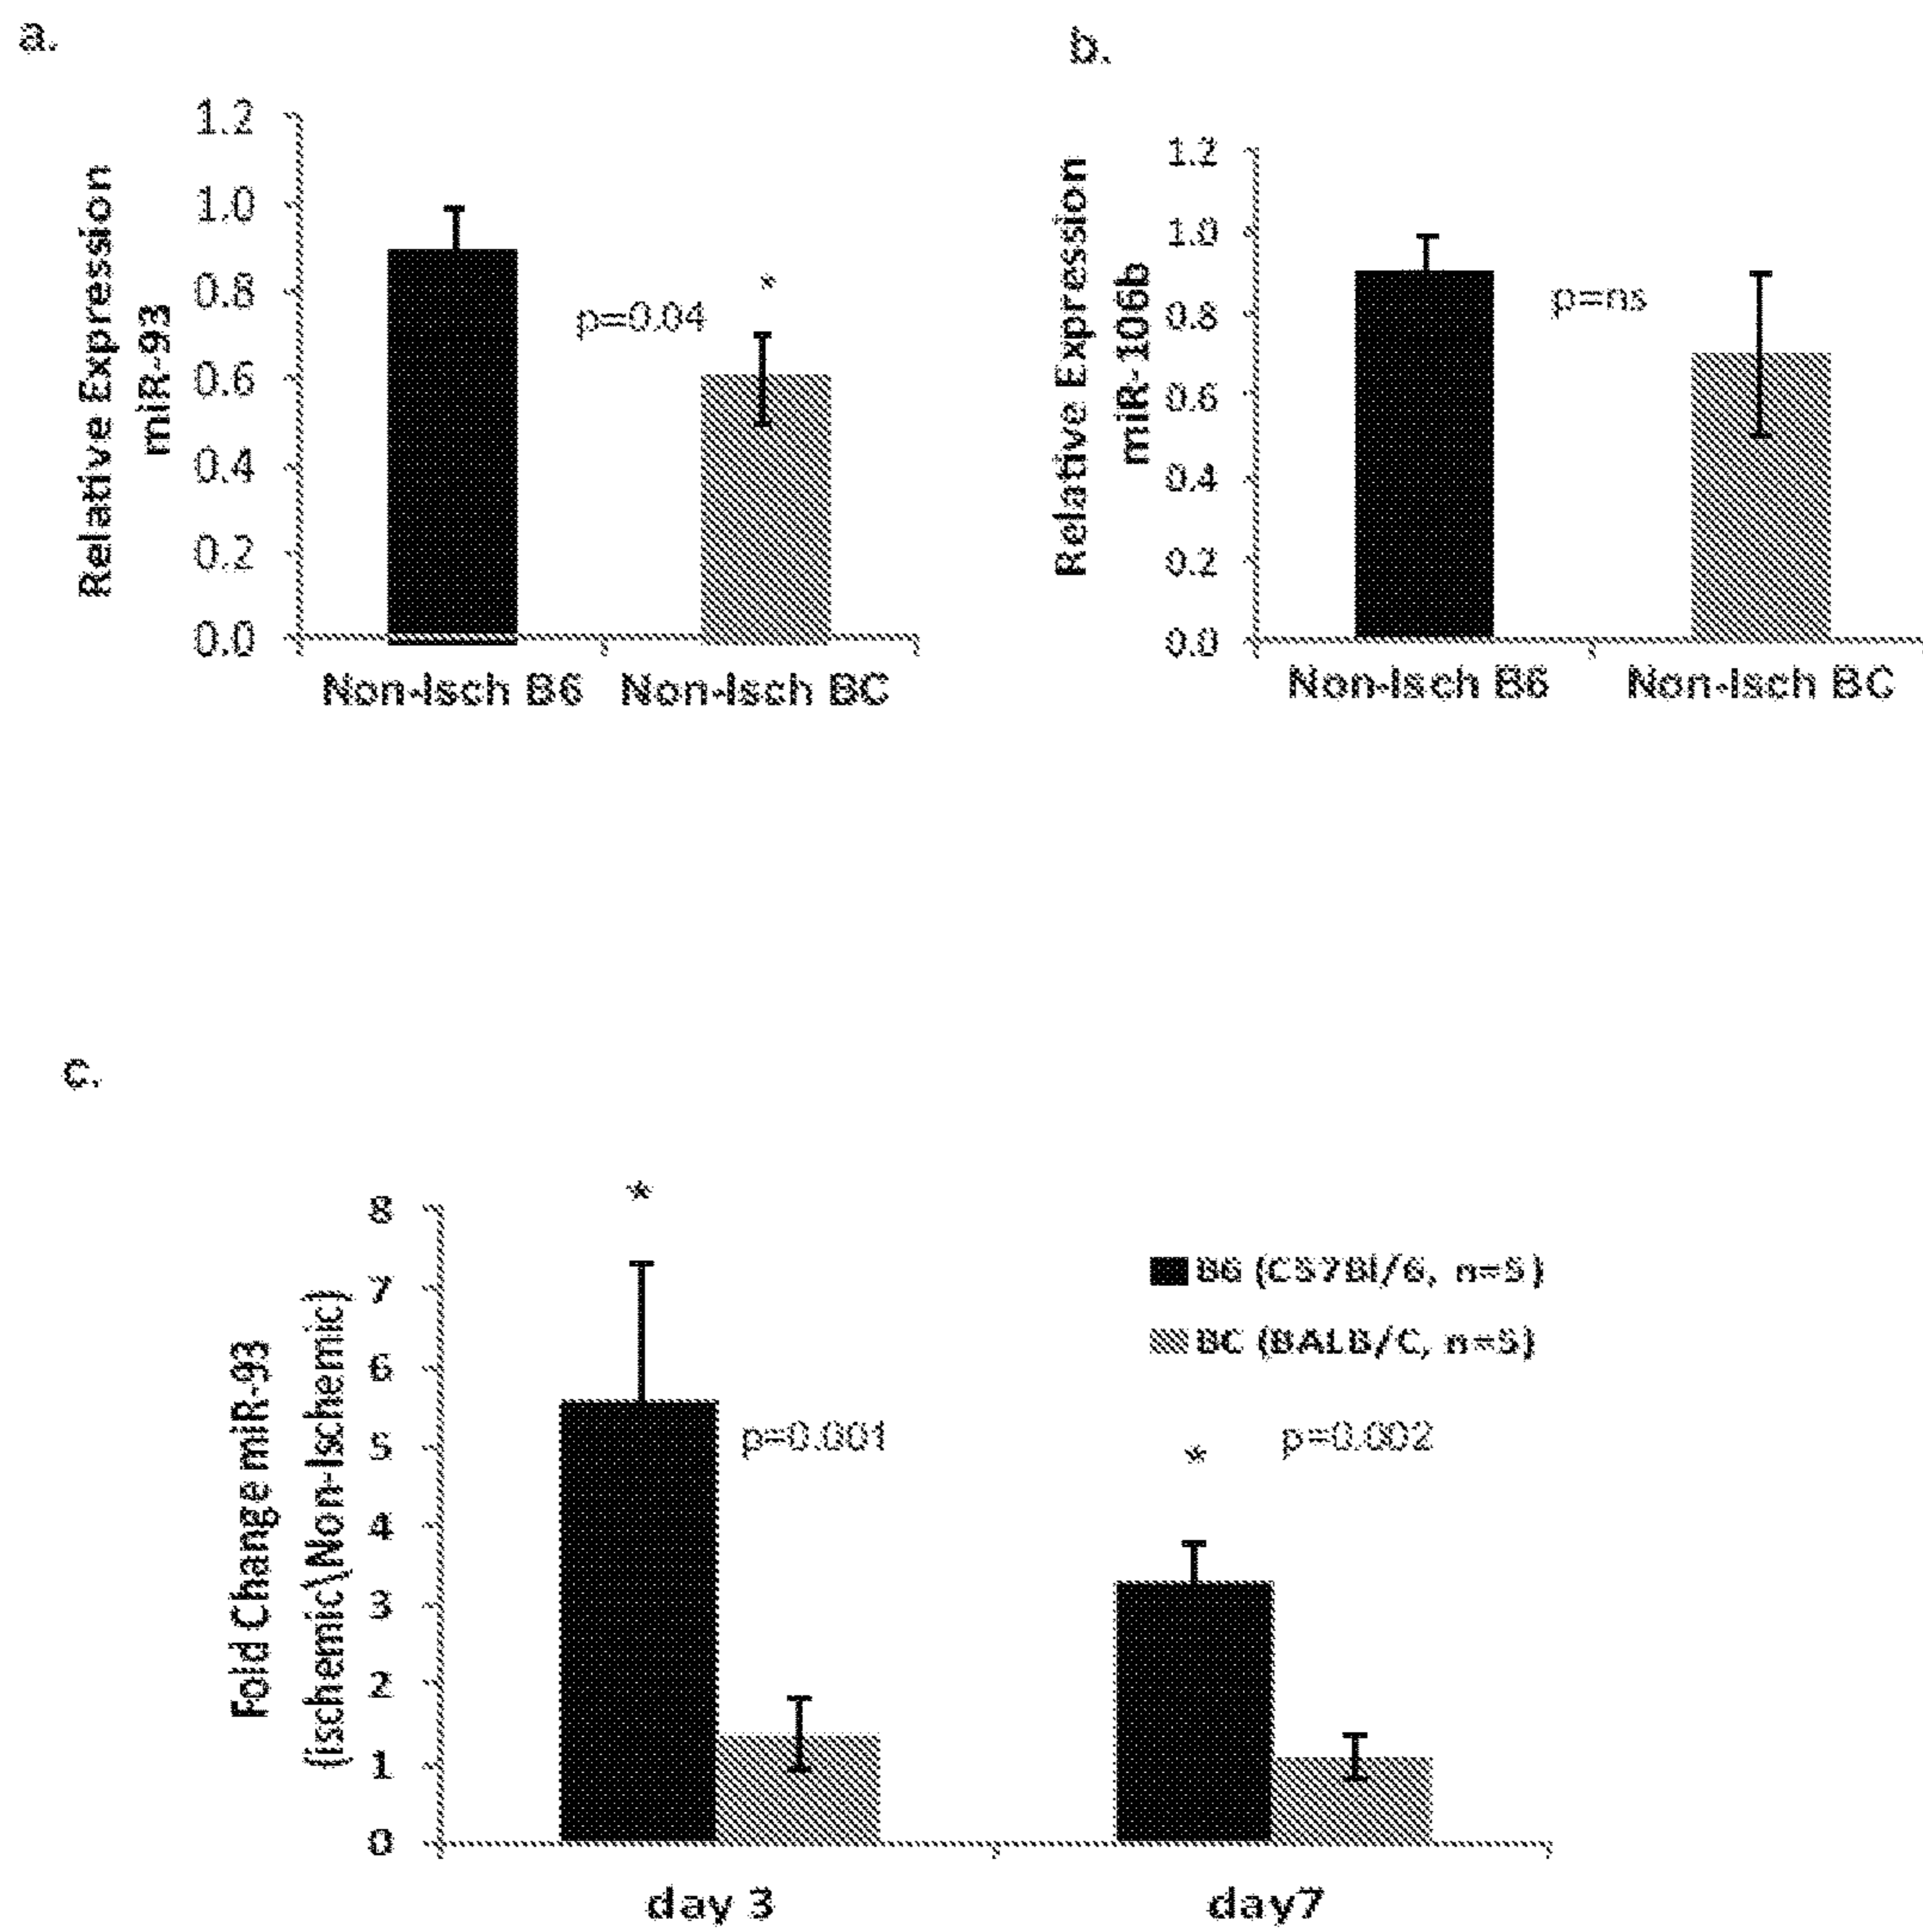 a.
Relative Expression
miR-93
1.2
1.0
0.8
0.6
0.4
0.2
0.0
p=0.04
*
Non-Isch B6
Non-Isch BC
b.
Relative Expression
miR-106b
1.2
1.0
0.8
0.6
0.4
0.2
0.0
p=ns
Non-Isch B6
Non-Isch BC
c.
Fold Change miR-93
(ischemic\Non-Ischemic)
8
7
6
5
4
3
2
1
0
*
p=0.001
*
p=0.002
B6 (C57Bl/6, n=5)
BC (BALB/C, n=5)
day 3
day7